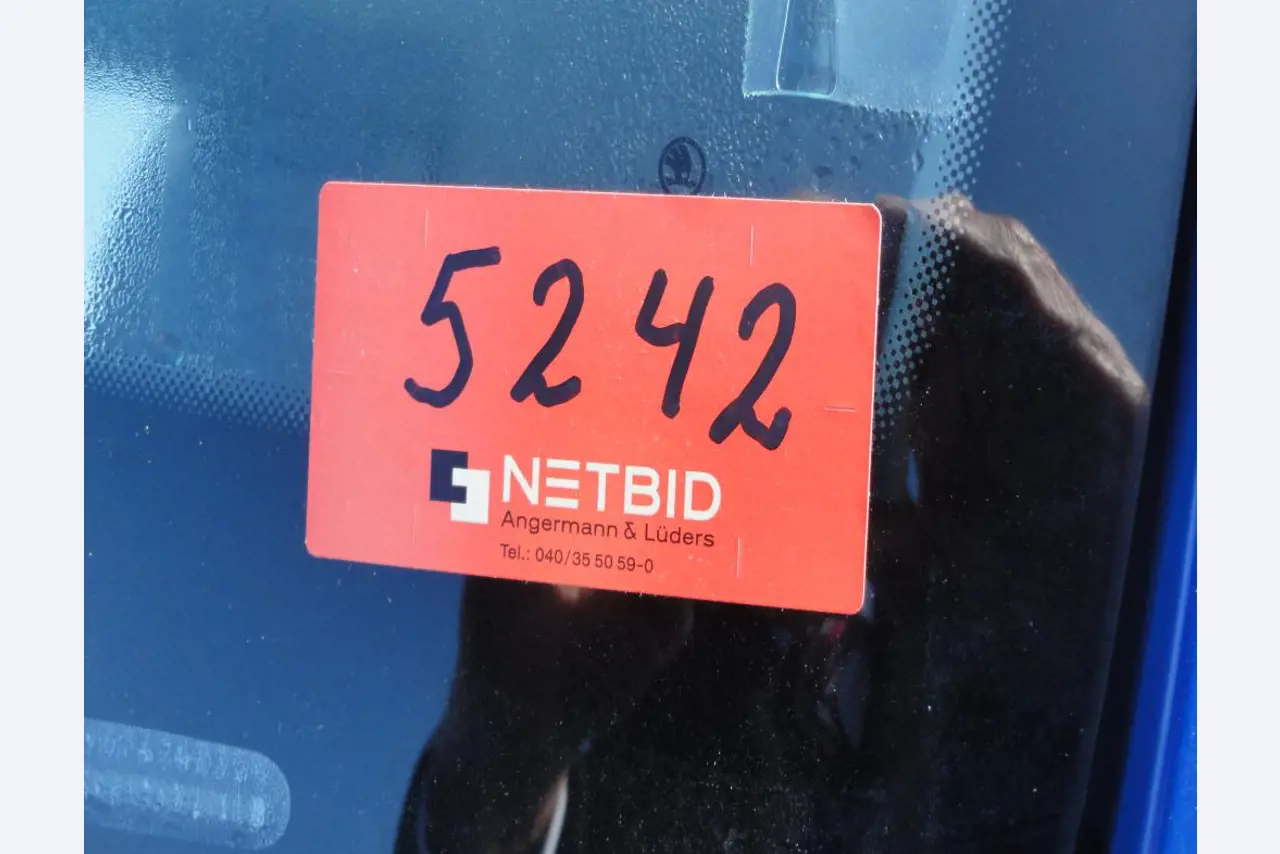 5242
NETBID
Angermann & Lüders
Tel.: 040/35 50 59-0